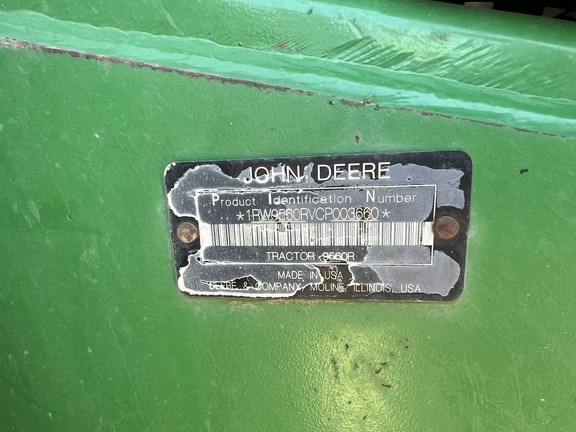 JOHN DEERE
Product Identification Number
*1RW9560RVCP003660*
TRACTOR 9560R
MADE IN USA
DEERE & COMPANY, MOLINE, ILLINOIS, USA